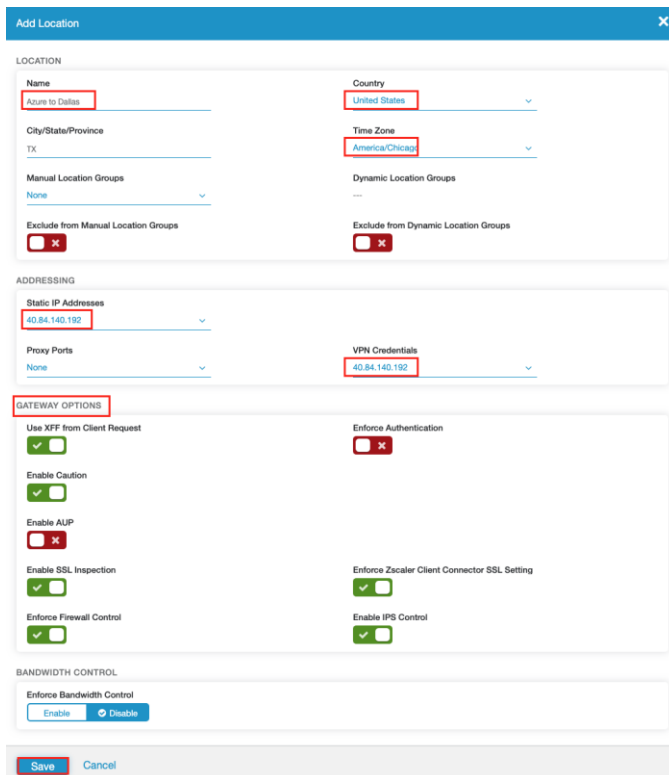 Add Location
LOCATION
Name
Country
Azure to Dallas
United States
City/State/Province
Time Zone
TX
America/Chicago
Manual Location Groups
Dynamic Location Groups
None
---
Exclude from Manual Location Groups
Exclude from Dynamic Location Groups
ADDRESSING
Static IP Addresses
40.84.140.192
Proxy Ports
VPN Credentials
None
40.84.140.192
GATEWAY OPTIONS
Use XFF from Client Request
Enforce Authentication
Enable Caution
Enable AUP
Enable SSL Inspection
Enforce Zscaler Client Connector SSL Setting
Enforce Firewall Control
Enable IPS Control
BANDWIDTH CONTROL
Enforce Bandwidth Control
Enable
Disable
Save
Cancel